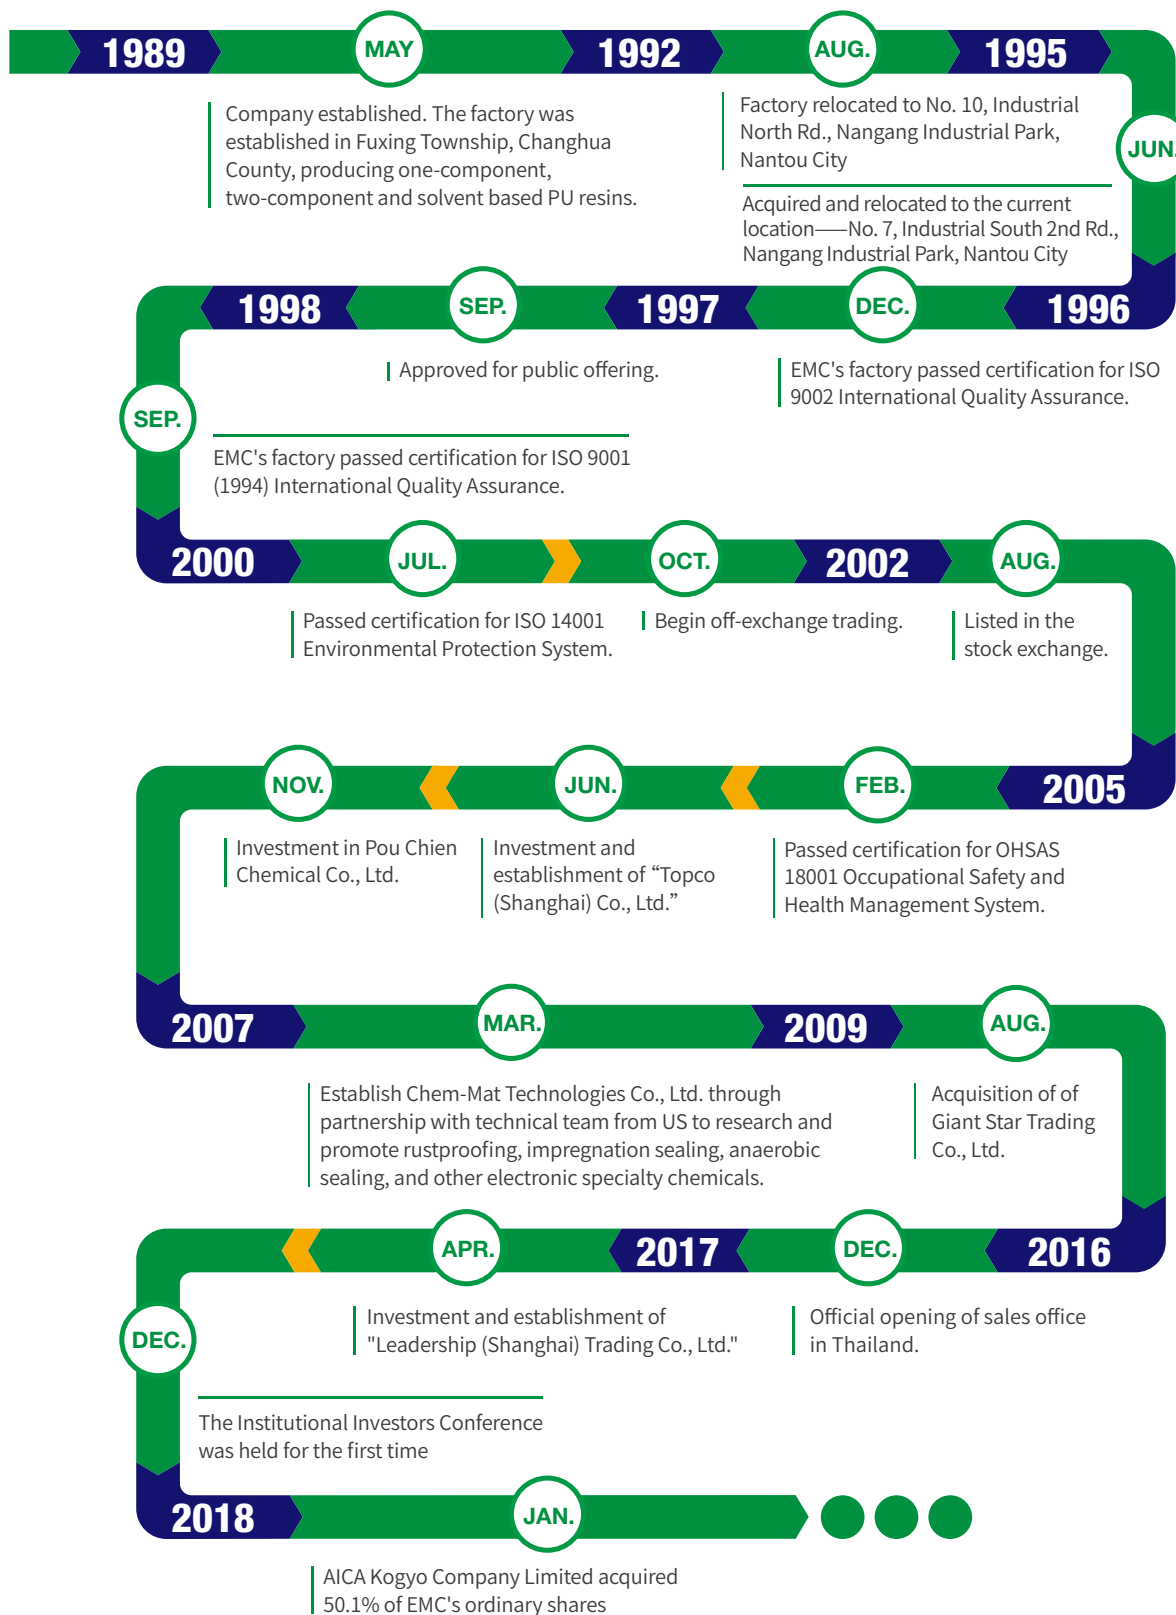 1989
MAY
Company established. The factory was
established in Fuxing Township, Changhua
County, producing one-component,
two-component and solvent based PU resins.
1992
AUG.
Factory relocated to No. 10, Industrial
North Rd., Nangang Industrial Park,
Nantou City
1995
JUN.
Acquired and relocated to the current
location——No. 7, Industrial South 2nd Rd.,
Nangang Industrial Park, Nantou City
1996
DEC.
EMC's factory passed certification for ISO
9002 International Quality Assurance.
1997
SEP.
Approved for public offering.
1998
SEP.
EMC's factory passed certification for ISO 9001
(1994) International Quality Assurance.
2000
JUL.
Passed certification for ISO 14001
Environmental Protection System.
OCT.
Begin off-exchange trading.
2002
AUG.
Listed in the
stock exchange.
2005
FEB.
Passed certification for OHSAS
18001 Occupational Safety and
Health Management System.
JUN.
Investment and
establishment of “Topco
(Shanghai) Co., Ltd.”
NOV.
Investment in Pou Chien
Chemical Co., Ltd.
2007
MAR.
Establish Chem-Mat Technologies Co., Ltd. through
partnership with technical team from US to research and
promote rustproofing, impregnation sealing, anaerobic
sealing, and other electronic specialty chemicals.
2009
AUG.
Acquisition of of
Giant Star Trading
Co., Ltd.
2016
DEC.
Official opening of sales office
in Thailand.
2017
APR.
Investment and establishment of
"Leadership (Shanghai) Trading Co., Ltd."
DEC.
The Institutional Investors Conference
was held for the first time
2018
JAN.
AICA Kogyo Company Limited acquired
50.1% of EMC's ordinary shares